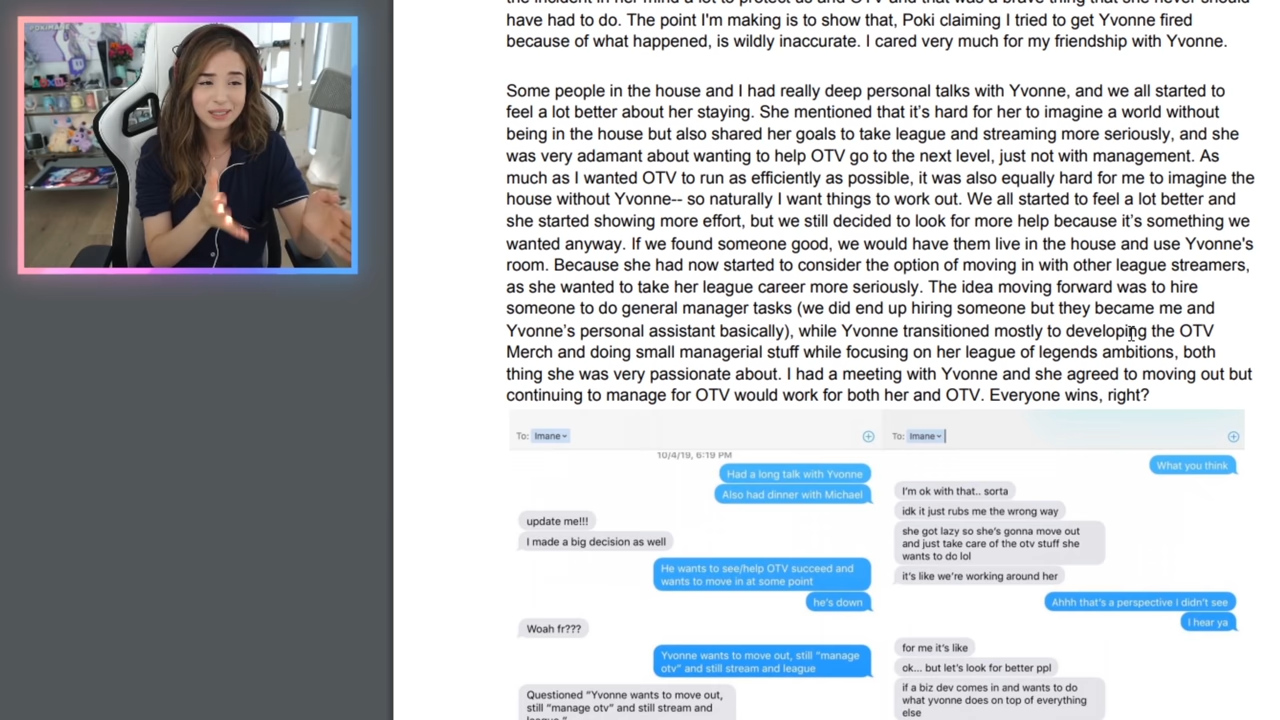 the incident in her mind a lot to protect us and OTV and that was a brave thing that she never should
have had to do. The point I'm making is to show that, Poki claiming I tried to get Yvonne fired
because of what happened, is wildly inaccurate. I cared very much for my friendship with Yvonne.
Some people in the house and I had really deep personal talks with Yvonne, and we all started to
feel a lot better about her staying. She mentioned that it's hard for her to imagine a world without
being in the house but also shared her goals to take league and streaming more seriously, and she
was very adamant about wanting to help OTV go to the next level, just not with management. As
much as I wanted OTV to run as efficiently as possible, it was also equally hard for me to imagine the
house without Yvonne-- so naturally I want things to work out. We all started to feel a lot better and
she started showing more effort, but we still decided to look for more help because it's something we
wanted anyway. If we found someone good, we would have them live in the house and use Yvonne's
room. Because she had now started to consider the option of moving in with other league streamers,
as she wanted to take her league career more seriously. The idea moving forward was to hire
someone to do general manager tasks (we did end up hiring someone but they became me and
Yvonne's personal assistant basically), while Yvonne transitioned mostly to developing the OTV
Merch and doing small managerial stuff while focusing on her league of legends ambitions, both
thing she was very passionate about. I had a meeting with Yvonne and she agreed to moving out but
continuing to manage for OTV would work for both her and OTV. Everyone wins, right?
To: Imane
10/4/19, 6:19 PM
Had a long talk with Yvonne
Also had dinner with Michael
update me!!!
I made a big decision as well
He wants to see/help OTV succeed and
wants to move in at some point
he's down
Woah fr???
Yvonne wants to move out, still "manage
otv" and still stream and league
Questioned "Yvonne wants to move out,
still "manage otv" and still stream and
league."
To: Imane
What you think
I'm ok with that.. sorta
idk it just rubs me the wrong way
she got lazy so she's gonna move out
and just take care of the otv stuff she
wants to do lol
it's like we're working around her
Ahhh that's a perspective I didn't see
I hear ya
for me it's like
ok... but let's look for better ppl
if a biz dev comes in and wants to do
what yvonne does on top of everything
else